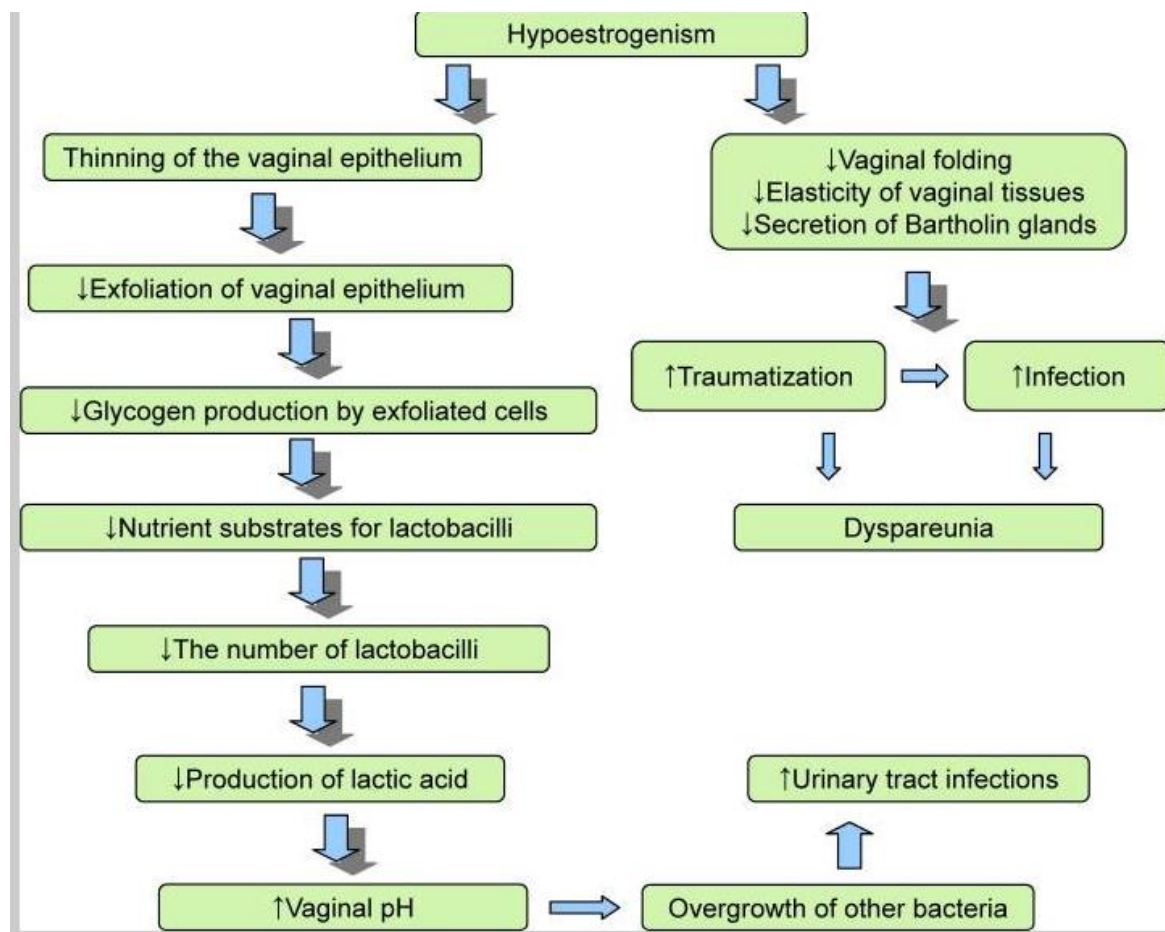 Hypoestrogenism
Thinning of the vaginal epithelium
↓Exfoliation of vaginal epithelium
↓Glycogen production by exfoliated cells
↓Nutrient substrates for lactobacilli
↓The number of lactobacilli
↓Production of lactic acid
↑Vaginal pH
Overgrowth of other bacteria
↑Urinary tract infections
↓Vaginal folding
↓Elasticity of vaginal tissues
↓Secretion of Bartholin glands
↑Traumatization
↑Infection
Dyspareunia